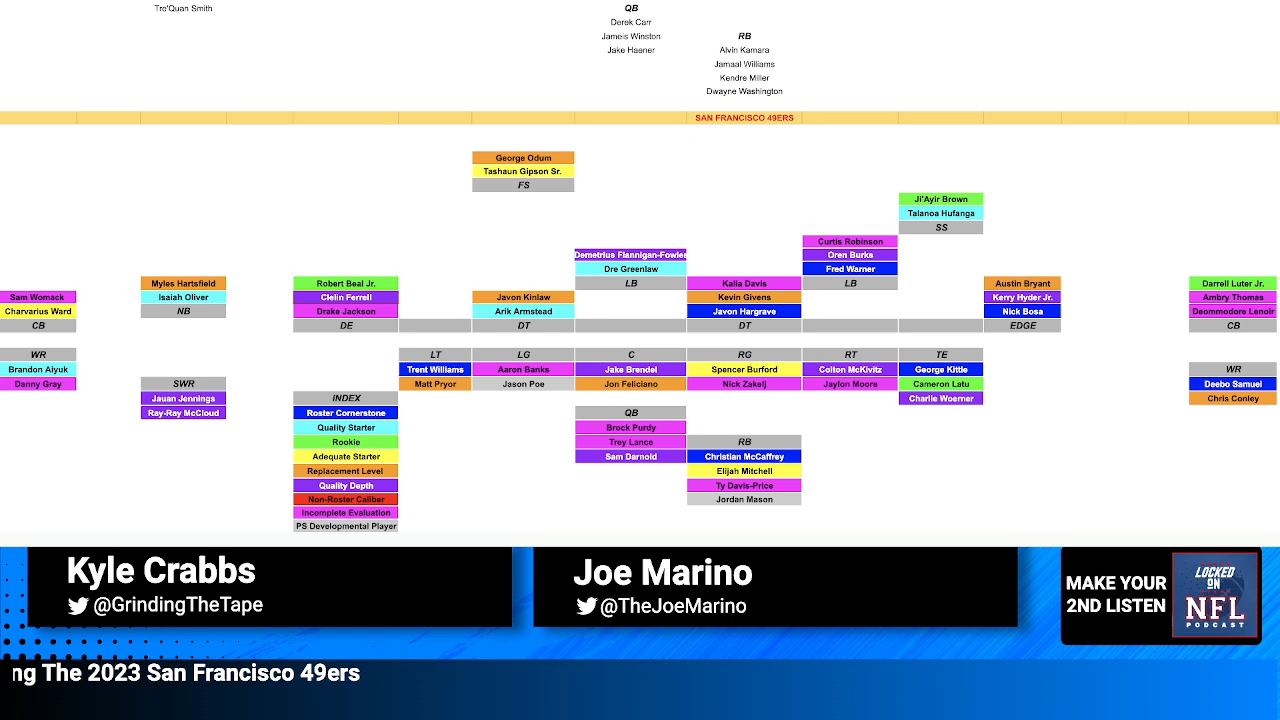 Tre'Quan Smith
QB
Derek Carr
Jameis Winston
Jake Haener
RB
Alvin Kamara
Jamaal Williams
Kendre Miller
Dwayne Washington
SAN FRANCISCO 49ERS
George Odum
Tashaun Gipson Sr.
FS
Ji'Ayir Brown
Talanoa Hufanga
SS
Curtis Robinson
Oren Burks
Fred Warner
LB
Demetrius Flannigan-Fowles
Dre Greenlaw
LB
Sam Womack
Charvarius Ward
CB
Myles Hartsfield
Isaiah Oliver
NB
Robert Beal Jr.
Clelin Ferrell
Drake Jackson
DE
Javon Kinlaw
Arik Armstead
DT
Kalia Davis
Kevin Givens
Javon Hargrave
DT
Austin Bryant
Kerry Hyder Jr.
Nick Bosa
EDGE
Darrell Luter Jr.
Ambry Thomas
Deommodore Lenoir
CB
WR
Brandon Aiyuk
Danny Gray
SWR
Jauan Jennings
Ray-Ray McCloud
LT
Trent Williams
Matt Pryor
LG
Aaron Banks
Jason Poe
C
Jake Brendel
Jon Feliciano
RG
Spencer Burford
Nick Zakelj
RT
Colton McKivitz
Jaylon Moore
TE
George Kittle
Cameron Latu
Charlie Woerner
WR
Deebo Samuel
Chris Conley
INDEX
Roster Cornerstone
Quality Starter
Rookie
Adequate Starter
Replacement Level
Quality Depth
Non-Roster Caliber
Incomplete Evaluation
PS Developmental Player
QB
Brock Purdy
Trey Lance
Sam Darnold
RB
Christian McCaffrey
Elijah Mitchell
Ty Davis-Price
Jordan Mason
Kyle Crabbs
@GrindingTheTape
Joe Marino
@TheJoeMarino
MAKE YOUR
2ND LISTEN
LOCKED
ON
NFL
PODCAST
ng The 2023 San Francisco 49ers